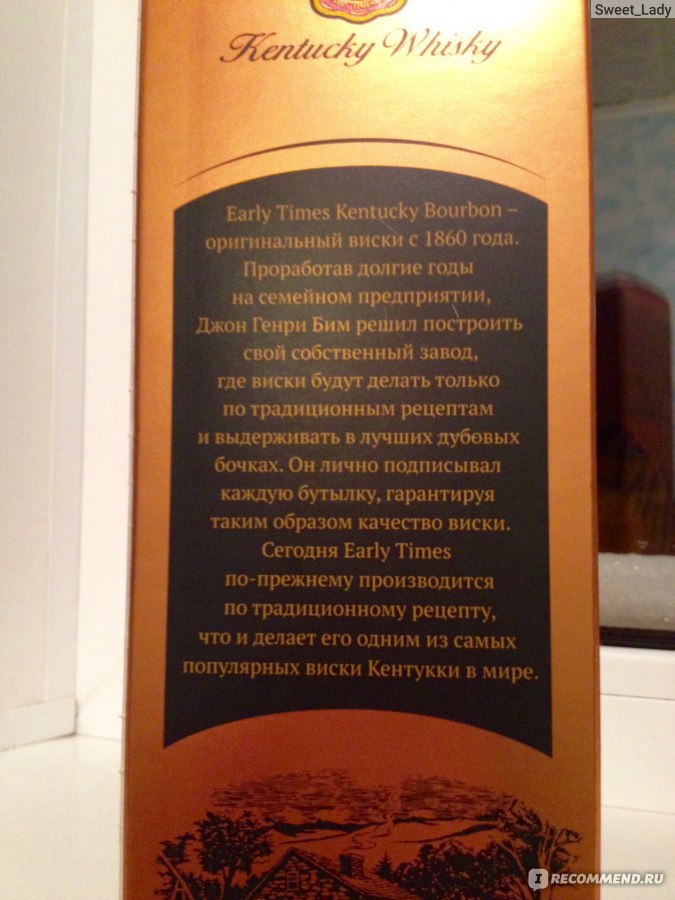 Sweet_Lady
Kentucky Whisky
Early Times Kentucky Bourbon –
оригинальный виски с 1860 года.
Проработав долгие годы
на семейном предприятии,
Джон Генри Бим решил построить
свой собственный завод,
где виски будут делать только
по традиционным рецептам
и выдерживать в лучших дубовых
бочках. Он лично подписывал
каждую бутылку, гарантируя
таким образом качество виски.
Сегодня Early Times
по-прежнему производится
по традиционному рецепту,
что и делает его одним из самых
популярных виски Кентукки в мире.
I RECOMMEND.RU